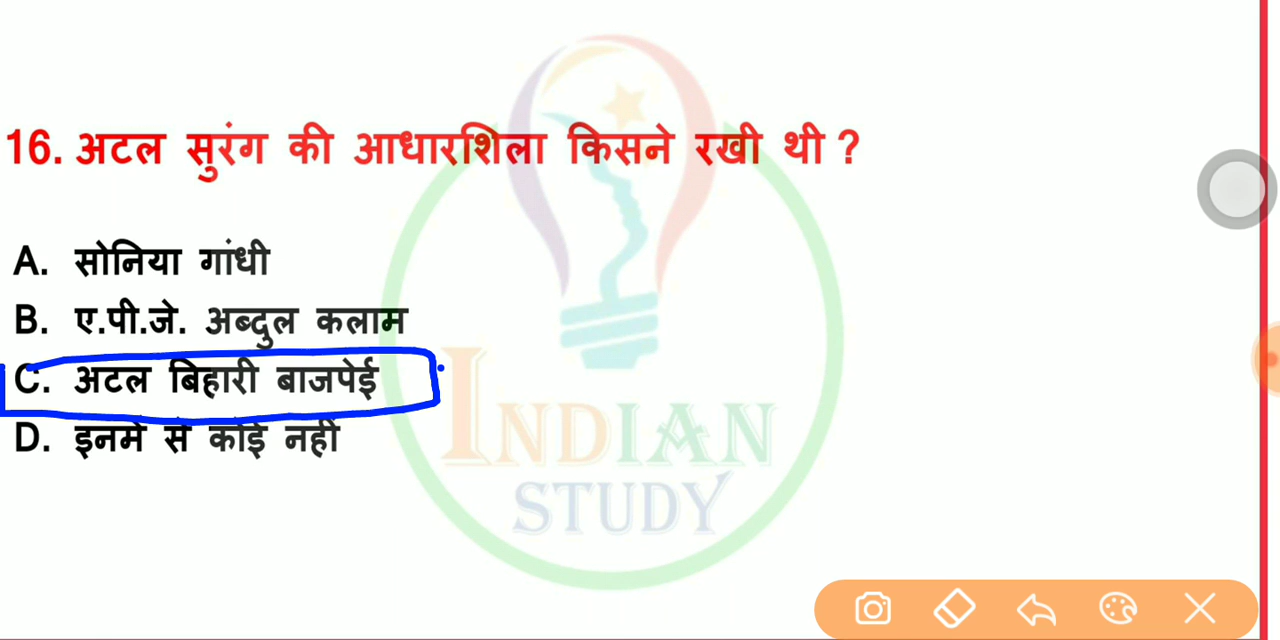 16. अटल सुरंग की आधारशिला किसने रखी थी ?
A. सोनिया गांधी
B. ए.पी.जे. अब्दुल कलाम
C. अटल बिहारी बाजपेई
D. इनमें से कोई नहीं
INDIAN
STUDY